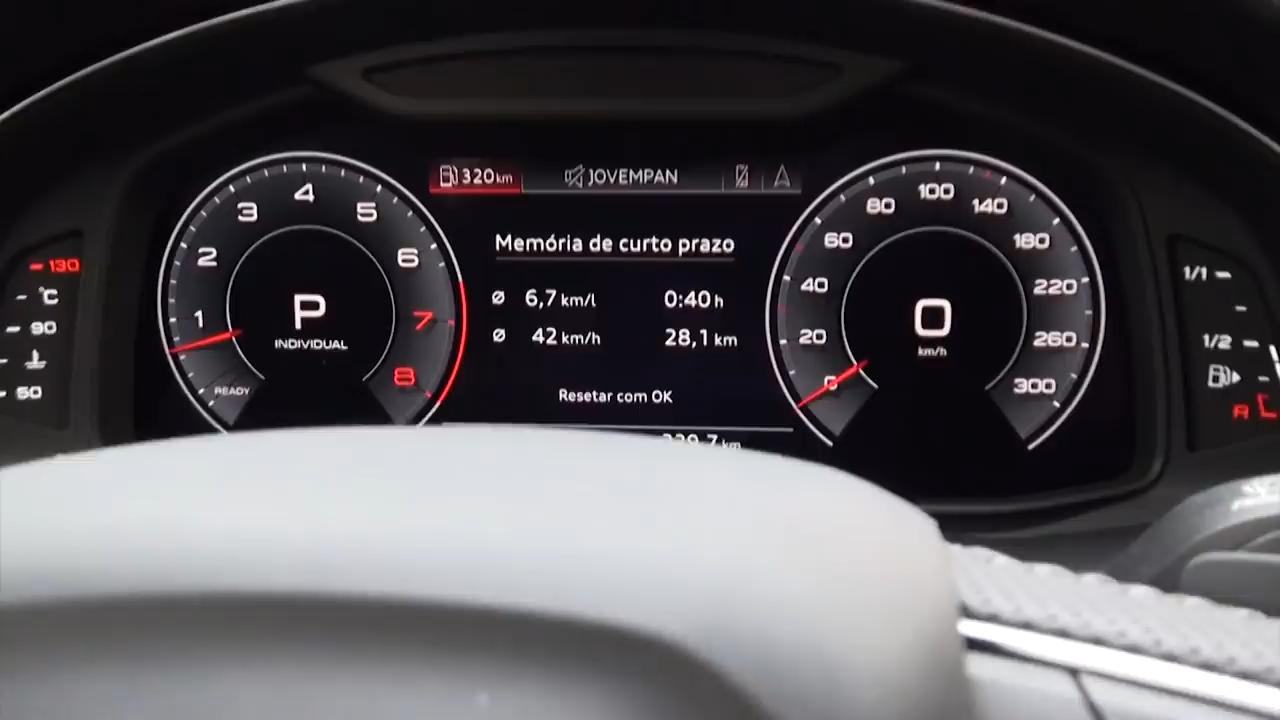 320 km
JOVEMPAN
Memória de curto prazo
ø 6,7 km/l 0:40 h
ø 42 km/h 28,1 km
Resetar com OK
1
2
3
4
5
6
7
8
READY
P
INDIVIDUAL
0
20
40
60
80
100
140
180
220
260
300
0
km/h
130
°C
90
50
1/1
1/2